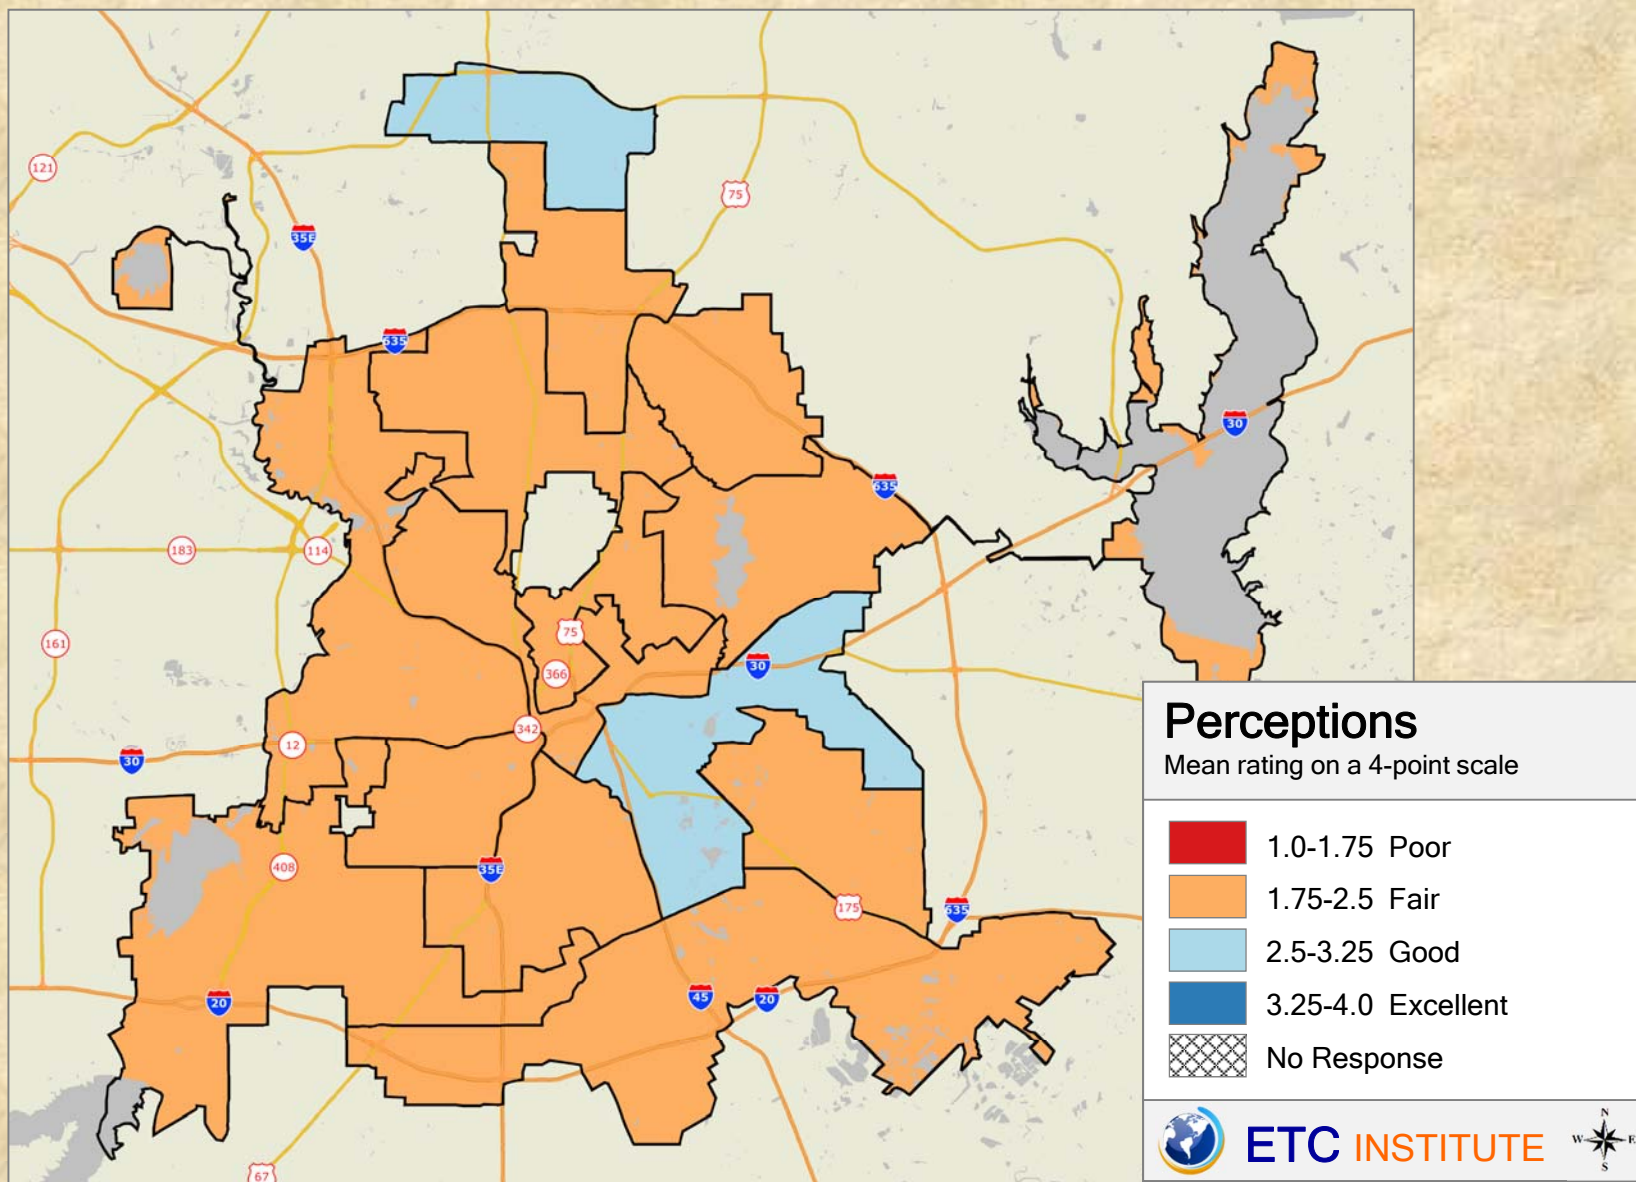 121
35E
75
635
30
635
183
114
161
75
366
30
342
12
30
408
35E
175
635
20
45
20
67
Perceptions
Mean rating on a 4-point scale
1.0-1.75 Poor
1.75-2.5 Fair
2.5-3.25 Good
3.25-4.0 Excellent
No Response
ETC INSTITUTE
N
W E
S